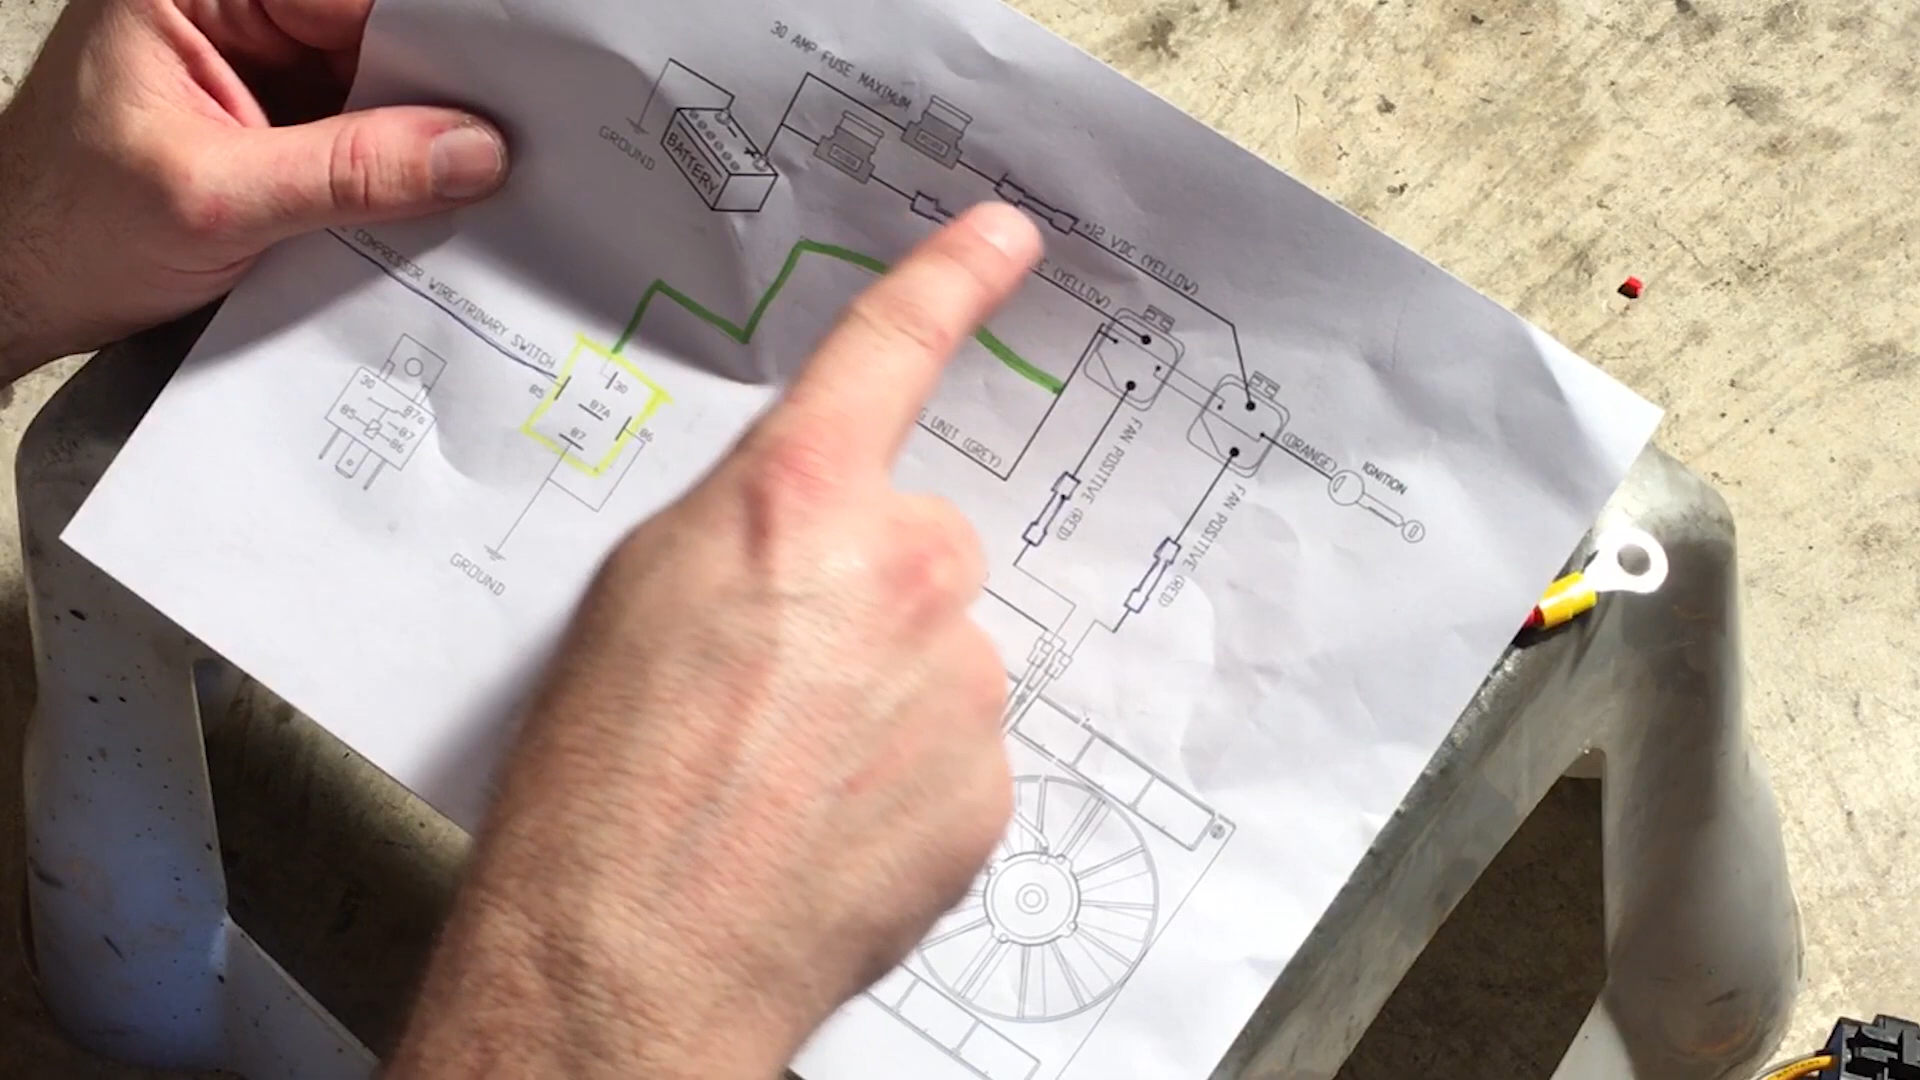 30 AMP FUSE MAXIMUM
GROUND
BATTERY
+12 VDC (YELLOW)
(YELLOW)
COMPRESSOR WIRE/TRINARY SWITCH
30
85
87A
87
86
30
87a
85
87
86
UNIT (GREY)
FAN POSITIVE (RED)
(ORANGE)
IGNITION
FAN POSITIVE (RED)
GROUND